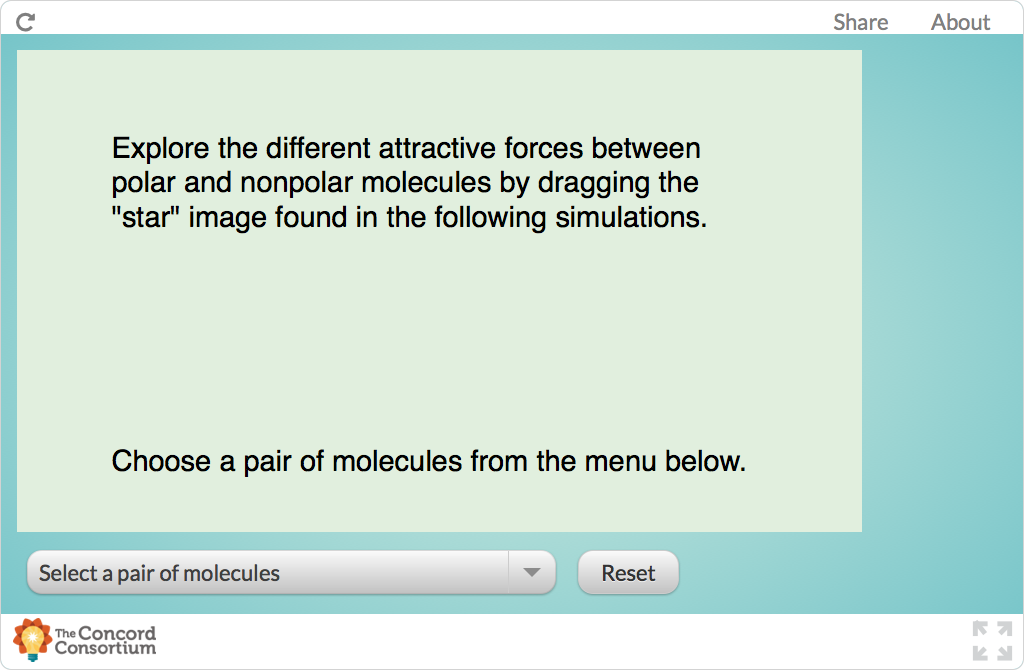 Share About
Explore the different attractive forces between
polar and nonpolar molecules by dragging the
"star" image found in the following simulations.
Choose a pair of molecules from the menu below.
Select a pair of molecules
Reset
The Concord
Consortium